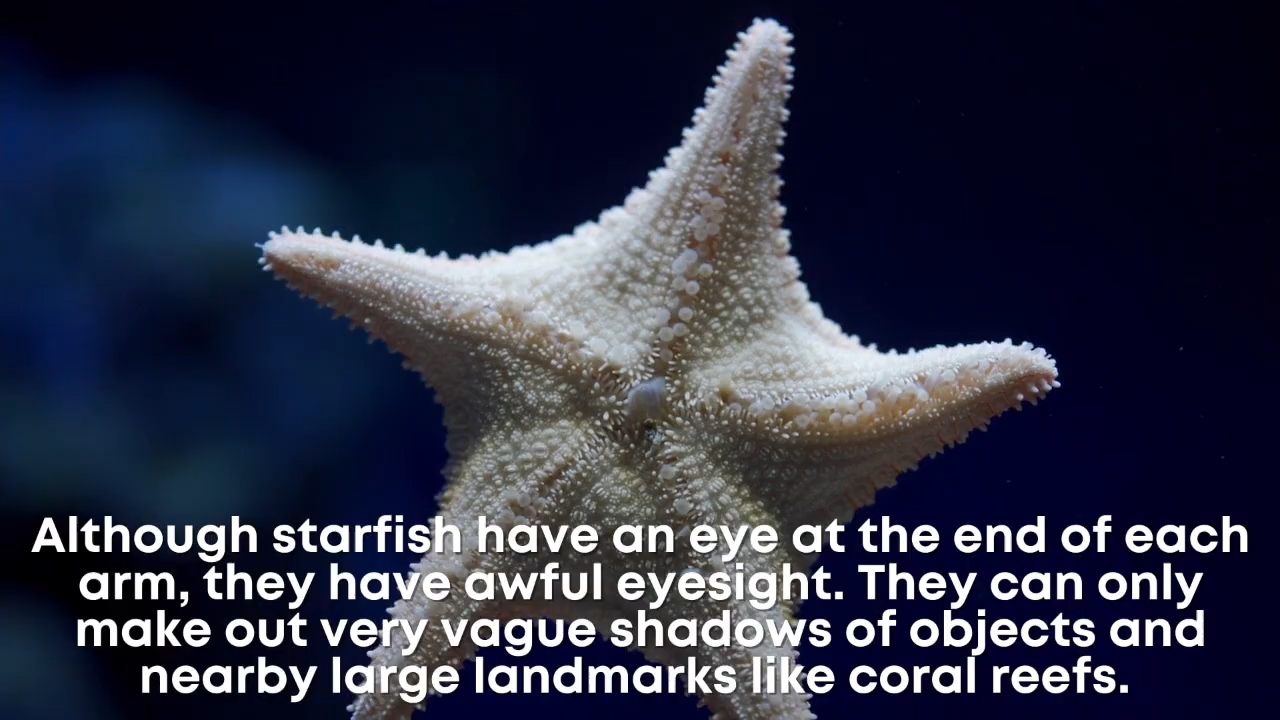 Although starfish have an eye at the end of each
arm, they have awful eyesight. They can only
make out very vague shadows of objects and
nearby large landmarks like coral reefs.